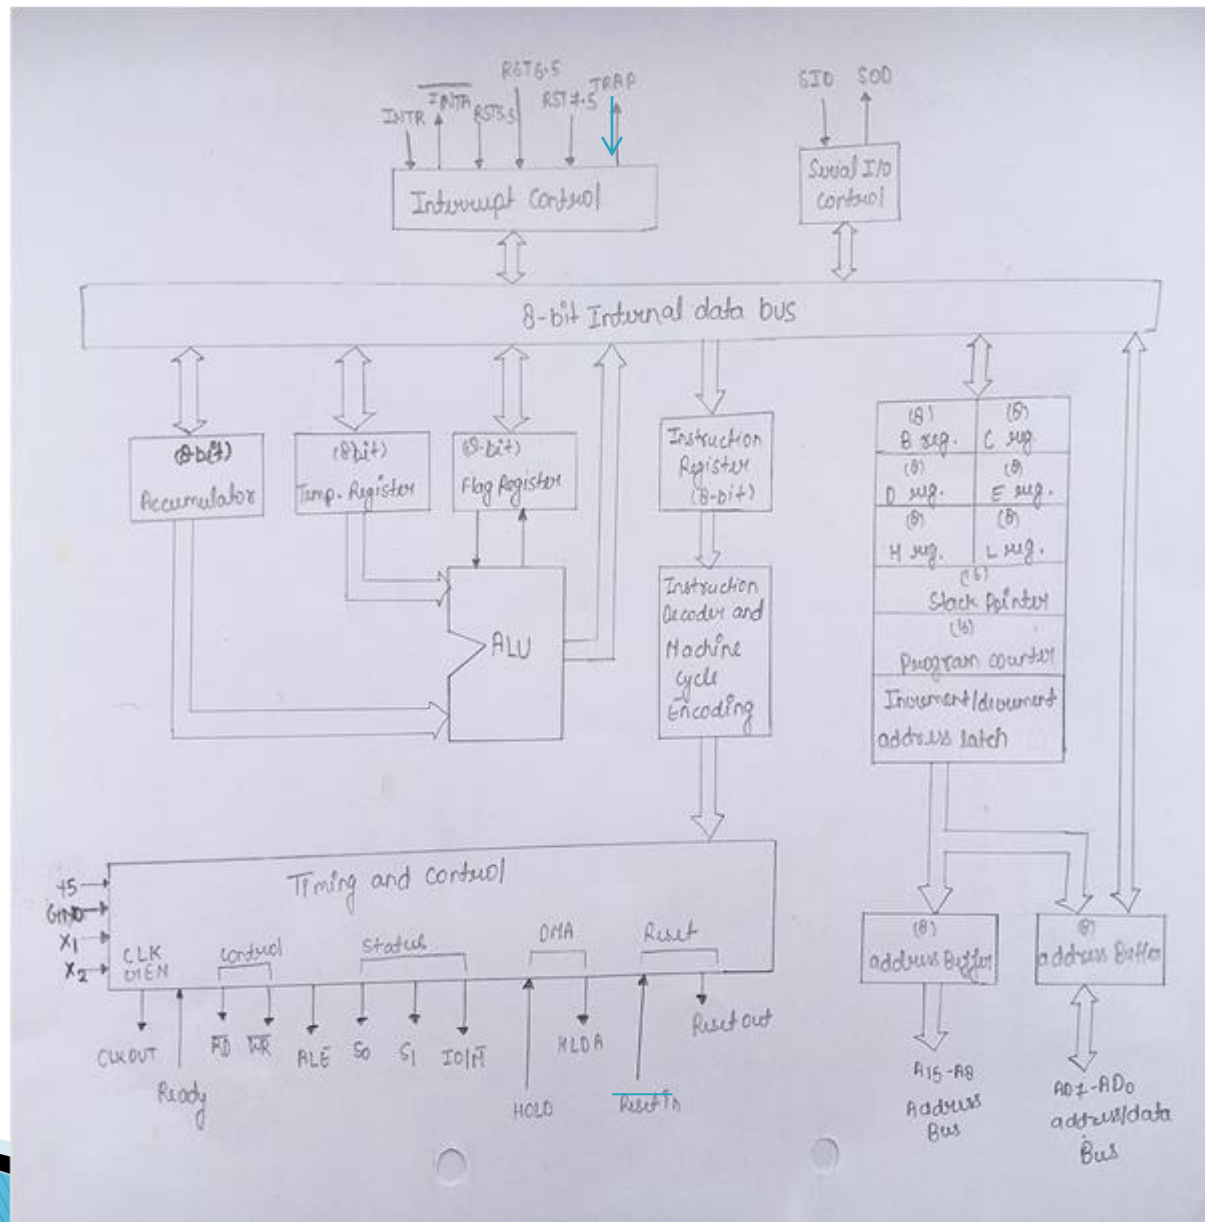 RST6.5
INTR
INTA
RST5.5
RST7.5
TRAP
SID
SOD
Interrupt Control
Serial I/O
Control
8-bit Internal data bus
(8-bit)
Accumulator
(8bit)
Temp. Register
(8-bit)
Flag Register
Instruction
Register
(8-bit)
(8)
B reg.
(8)
C reg.
(8)
D reg.
(8)
E reg.
(8)
H reg.
(8)
L reg.
(16)
Stack Pointer
(16)
Program counter
Increment/decrement
address latch
ALU
Instruction
Decoder and
Machine
cycle
Encoding
Timing and control
+5
GND
X1
X2
CLK
GEN
control
Status
DMA
Reset
CLKOUT
Ready
RD
WR
ALE
S0
S1
IO/M
HOLD
HLDA
Reset In
Reset out
(8)
address Buffer
(8)
address Buffer
A15-A8
Address
Bus
AD7-AD0
address/data
Bus